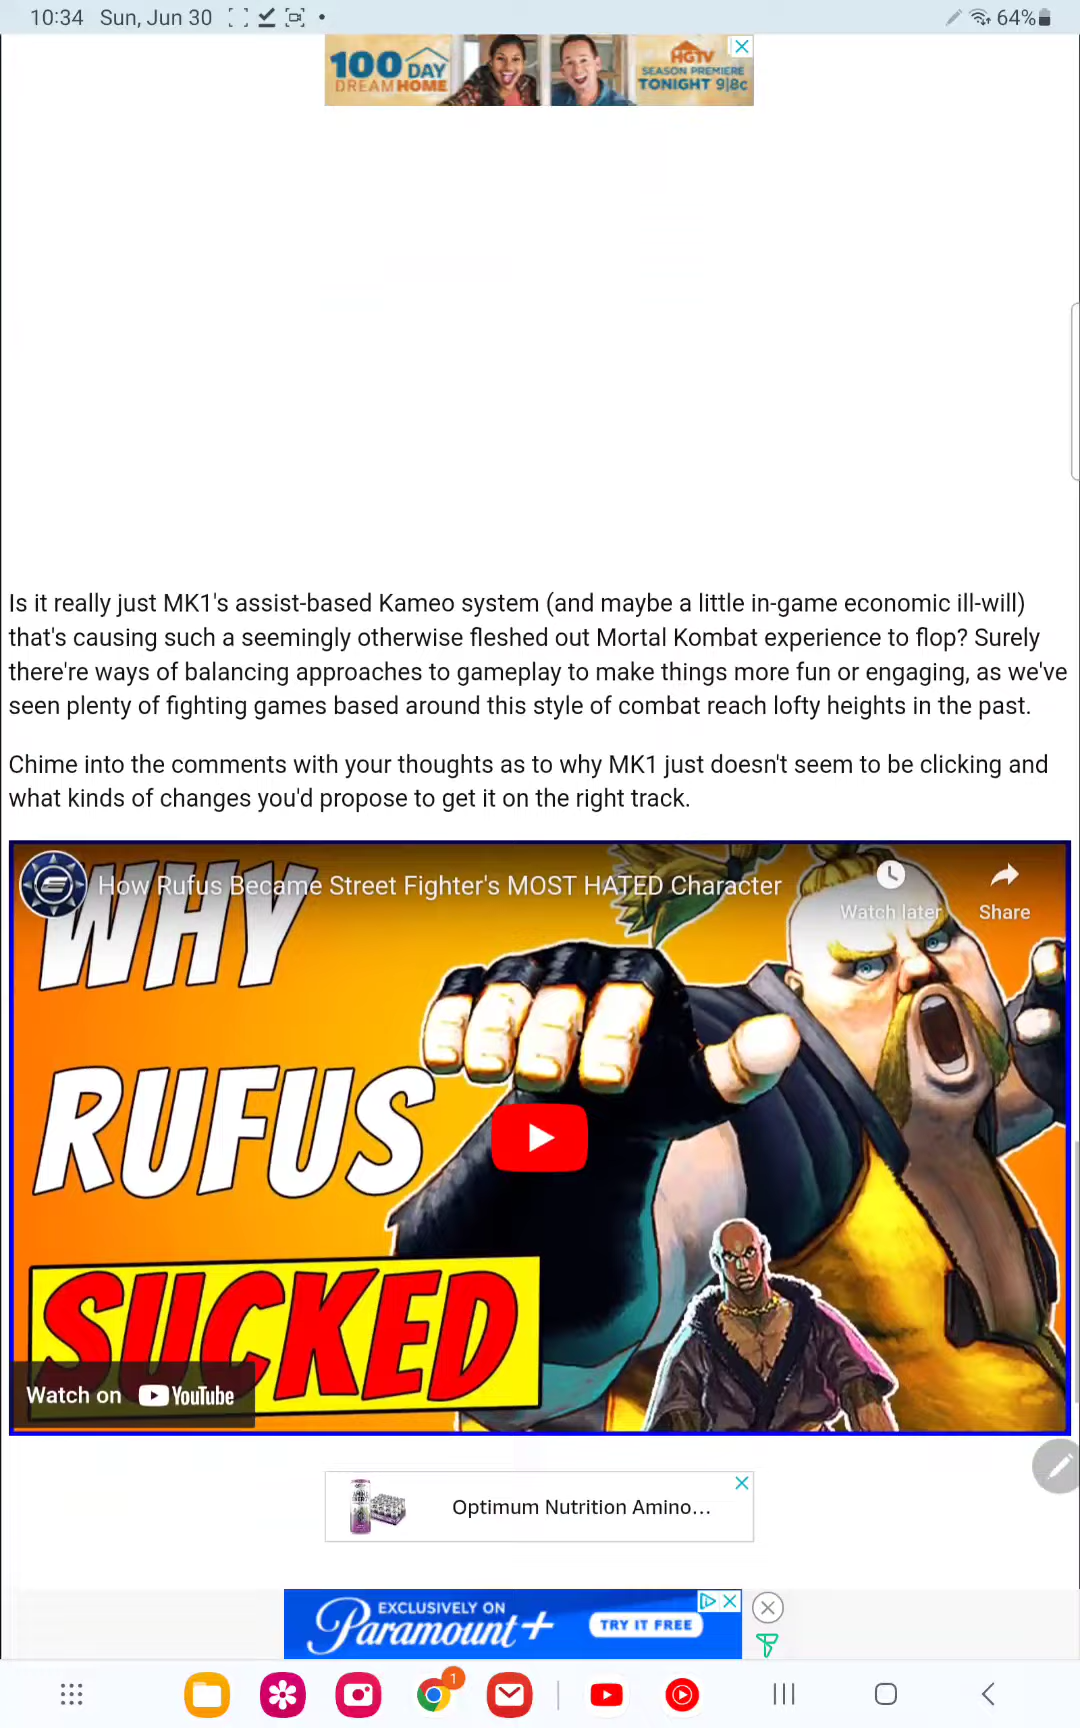 10:34 Sun, Jun 30
64%
100 DAY
DREAM HOME
HGTV
SEASON PREMIERE
TONIGHT 9|8c
Is it really just MK1's assist-based Kameo system (and maybe a little in-game economic ill-will)
that's causing such a seemingly otherwise fleshed out Mortal Kombat experience to flop? Surely
there're ways of balancing approaches to gameplay to make things more fun or engaging, as we've
seen plenty of fighting games based around this style of combat reach lofty heights in the past.
Chime into the comments with your thoughts as to why MK1 just doesn't seem to be clicking and
what kinds of changes you'd propose to get it on the right track.
How Rufus Became Street Fighter's MOST HATED Character
Watch later
Share
WHY
RUFUS
SUCKED
Watch on YouTube
Optimum Nutrition Amino...
EXCLUSIVELY ON
Paramount+
TRY IT FREE
1